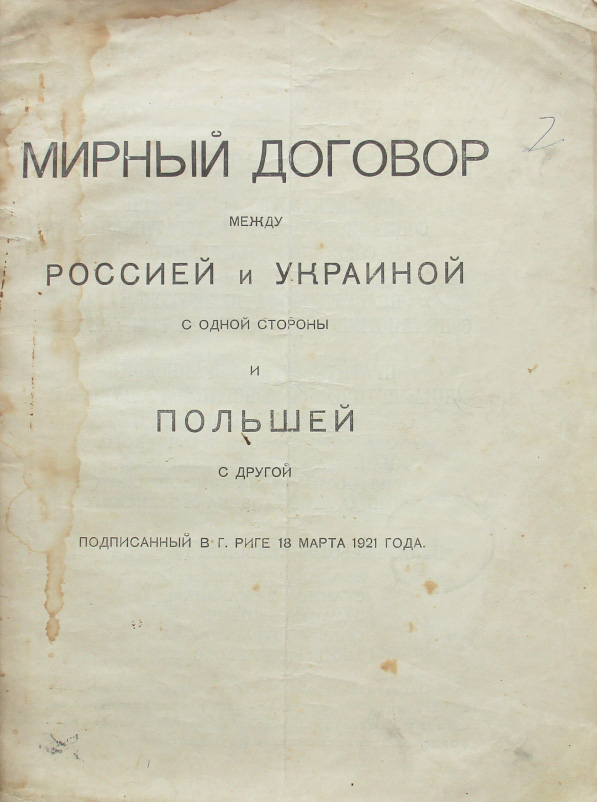 2
МИРНЫЙ ДОГОВОР
МЕЖДУ
РОССИЕЙ и УКРАИНОЙ
С ОДНОЙ СТОРОНЫ
И
ПОЛЬШЕЙ
С ДРУГОЙ
ПОДПИСАННЫЙ В Г. РИГЕ 18 МАРТА 1921 ГОДА.